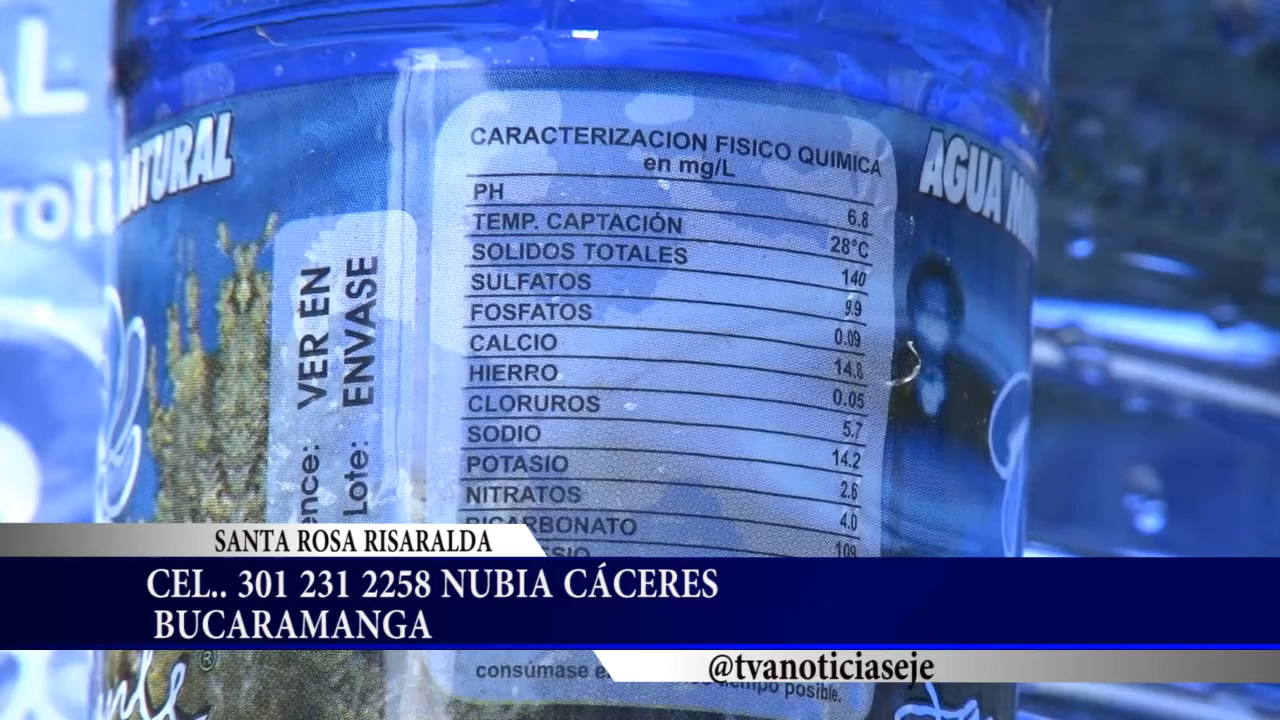 NATURAL
CARACTERIZACION FISICO QUIMICA
en mg/L
PH 6.8
TEMP. CAPTACIÓN 28°C
SOLIDOS TOTALES 140
SULFATOS 9.9
FOSFATOS 0.09
CALCIO 14.8
HIERRO 0.05
CLORUROS 5.7
SODIO 14.2
POTASIO 2.6
NITRATOS 4.0
BICARBONATO 109
AGUA
VER EN
ENVASE
Lote:
SANTA ROSA RISARALDA
CEL.. 301 231 2258 NUBIA CÁCERES
BUCARAMANGA
consúmase
tiempo posible.
@tvanoticiaseje